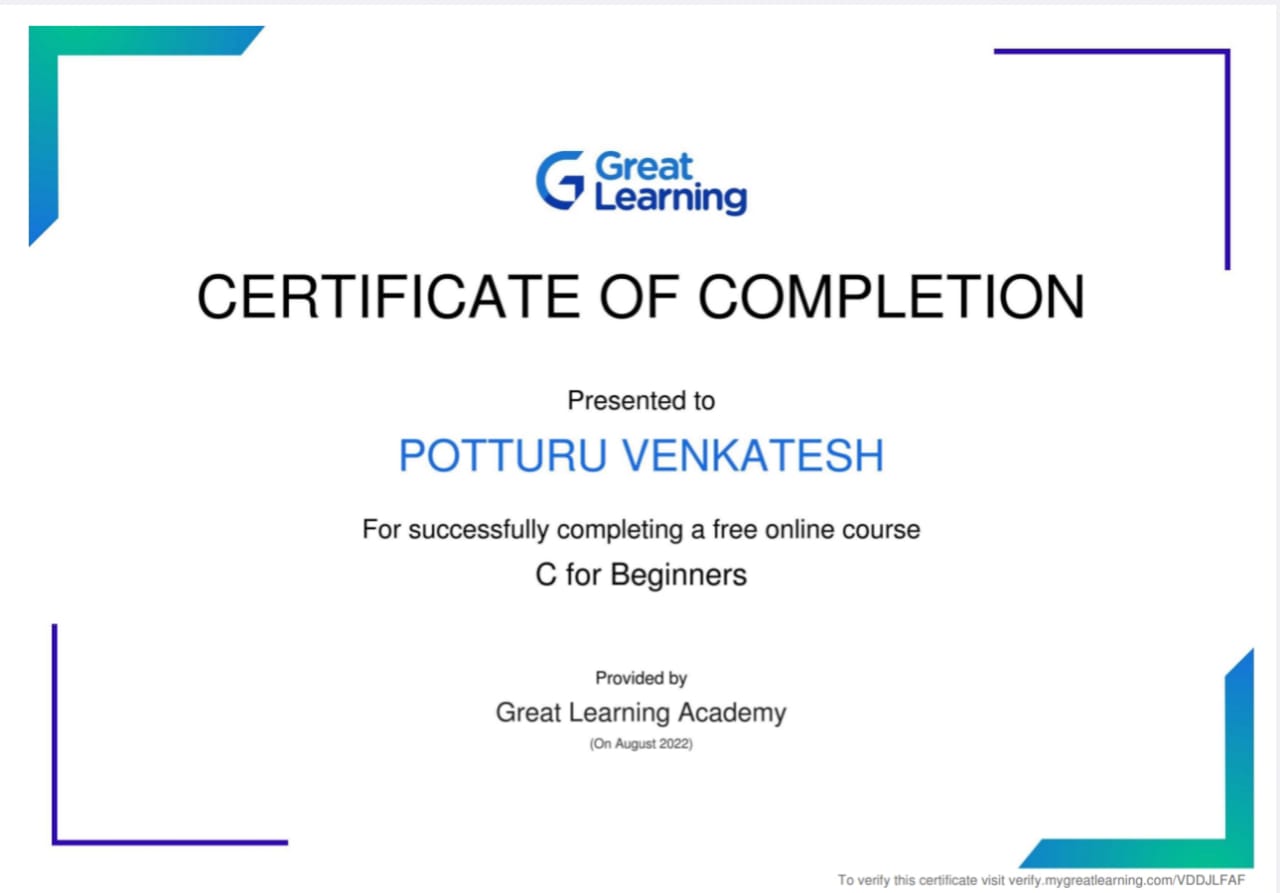 Great
Learning
CERTIFICATE OF COMPLETION
Presented to
POTTURU VENKATESH
For successfully completing a free online course
C for Beginners
Provided by
Great Learning Academy
(On August 2022)
To verify this certificate visit verify.mygreatlearning.com/VDDJLFAF